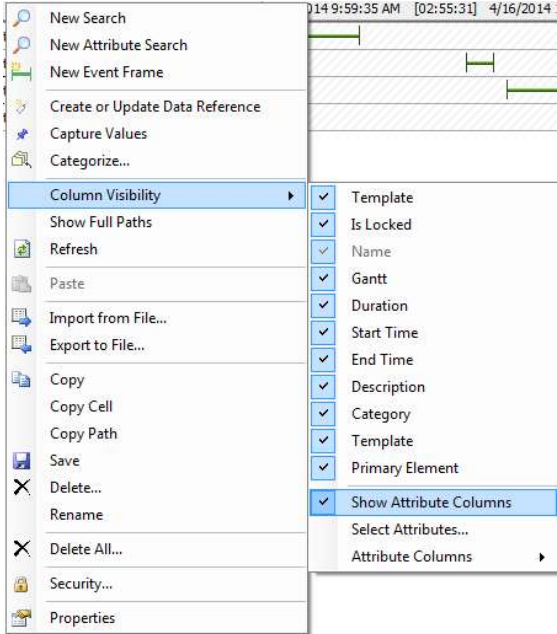 014 9:59:35 AM [02:55:31] 4/16/2014
New Search
New Attribute Search
New Event Frame
Create or Update Data Reference
Capture Values
Categorize...
Column Visibility
Show Full Paths
Refresh
Paste
Import from File...
Export to File...
Copy
Copy Cell
Copy Path
Save
Delete...
Rename
Delete All...
Security...
Properties
Template
Is Locked
Name
Gantt
Duration
Start Time
End Time
Description
Category
Template
Primary Element
Show Attribute Columns
Select Attributes...
Attribute Columns